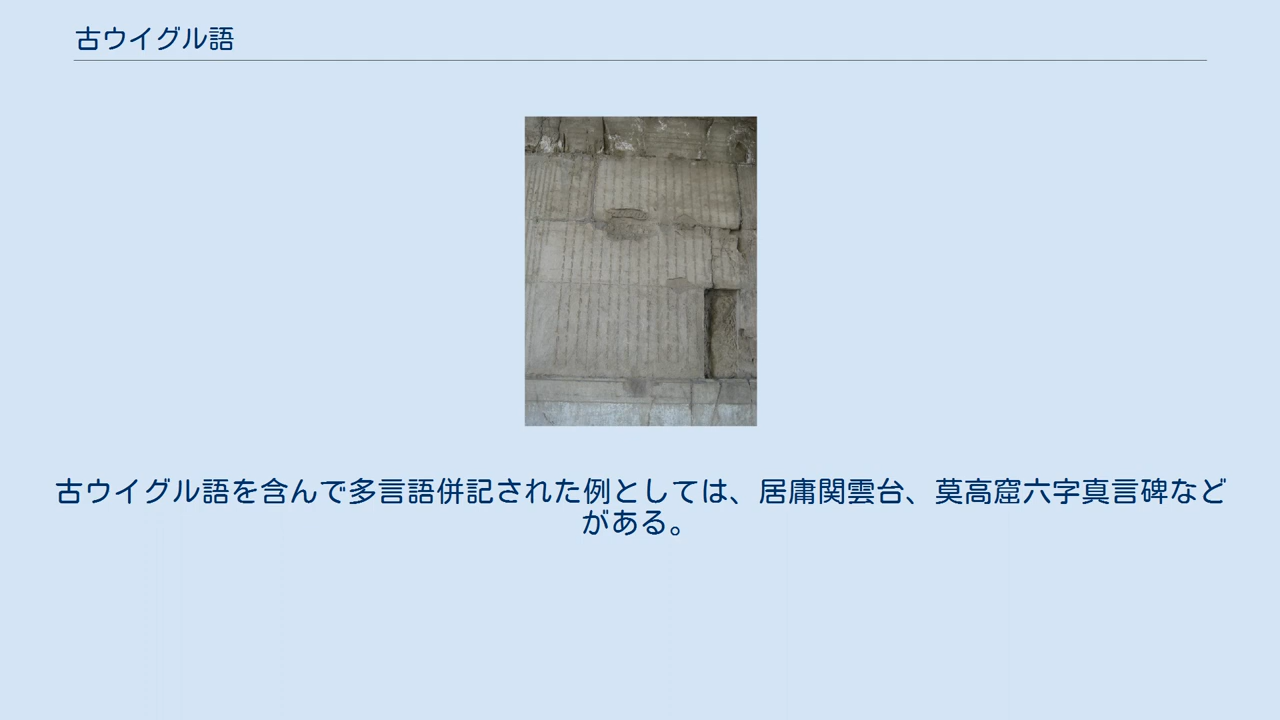 古ウイグル語
古ウイグル語を含んで多言語併記された例としては、居庸関雲台、莫高窟六字真言碑など
がある。